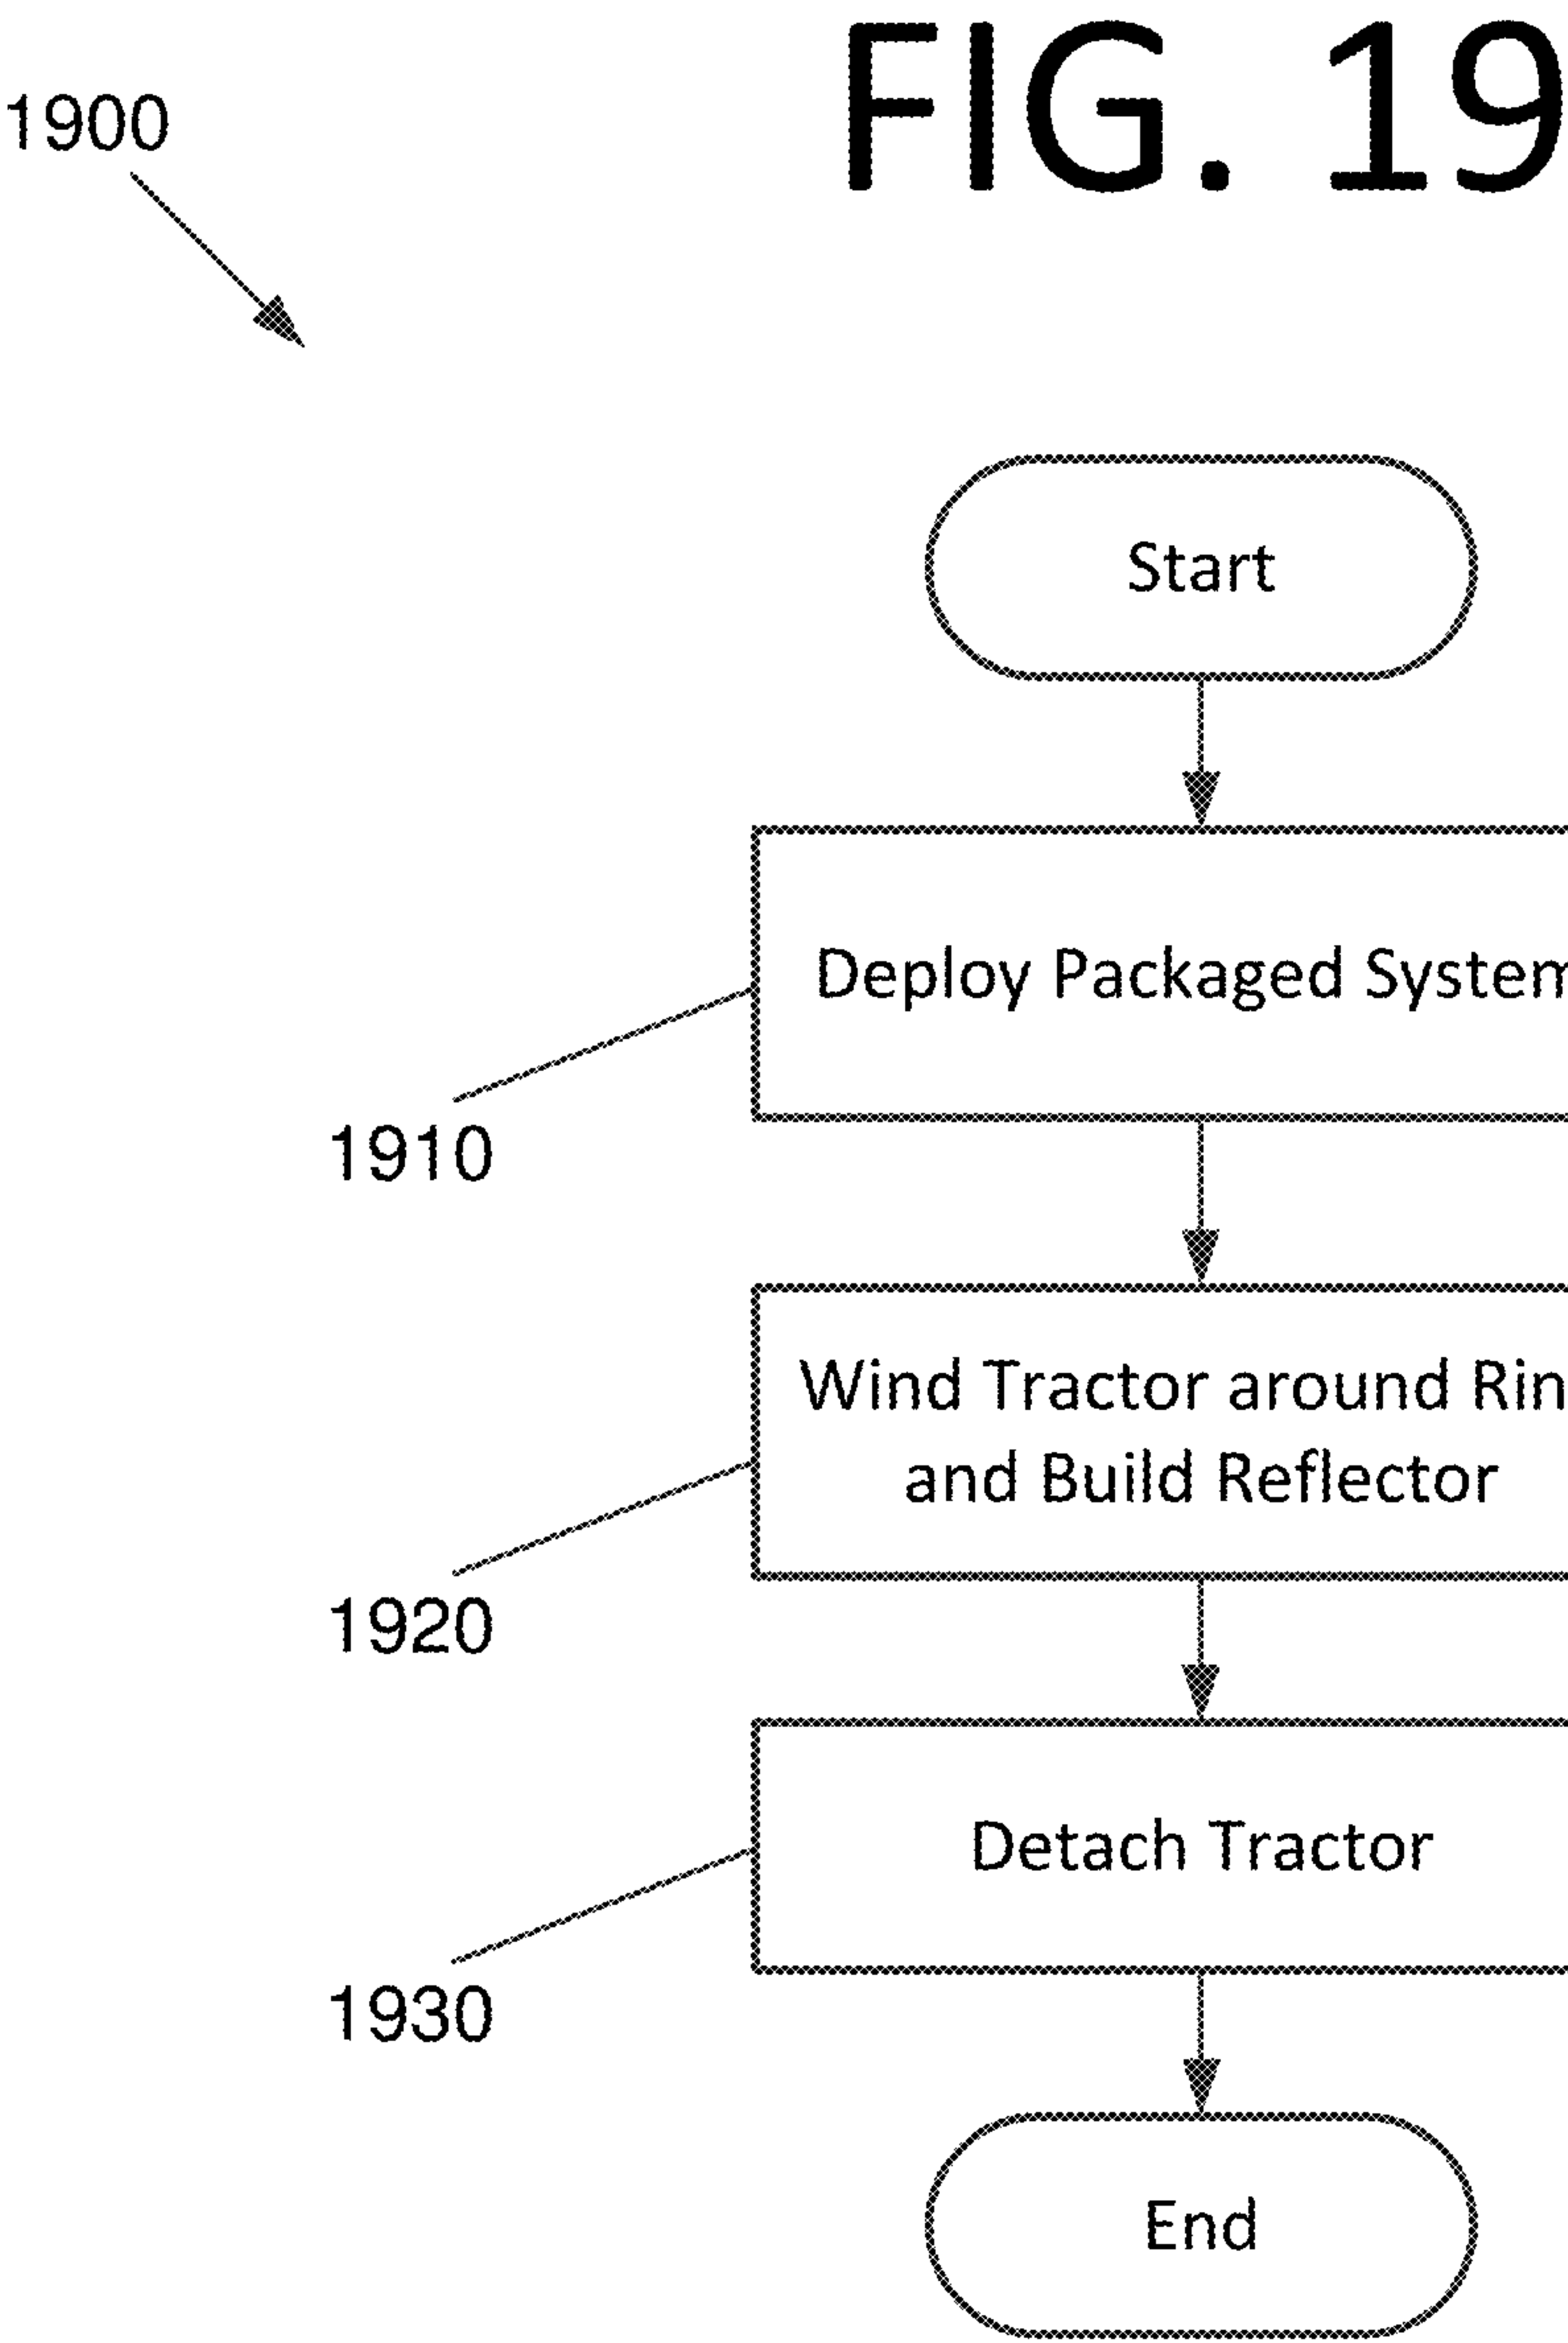 FIG. 19
1900
Start
Deploy Packaged System
1910
Wind Tractor around Rin
and Build Reflector
1920
Detach Tractor
1930
End